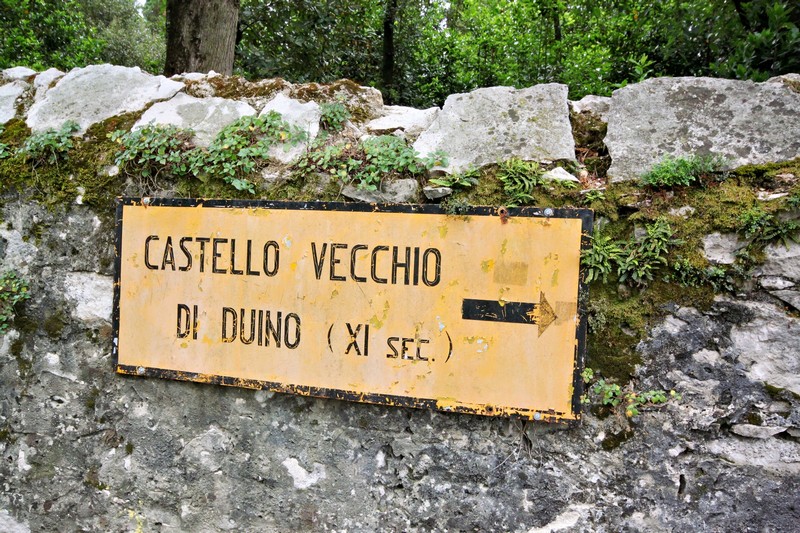 CASTELLO VECCHIO
DI DUINO (XI SEC.)